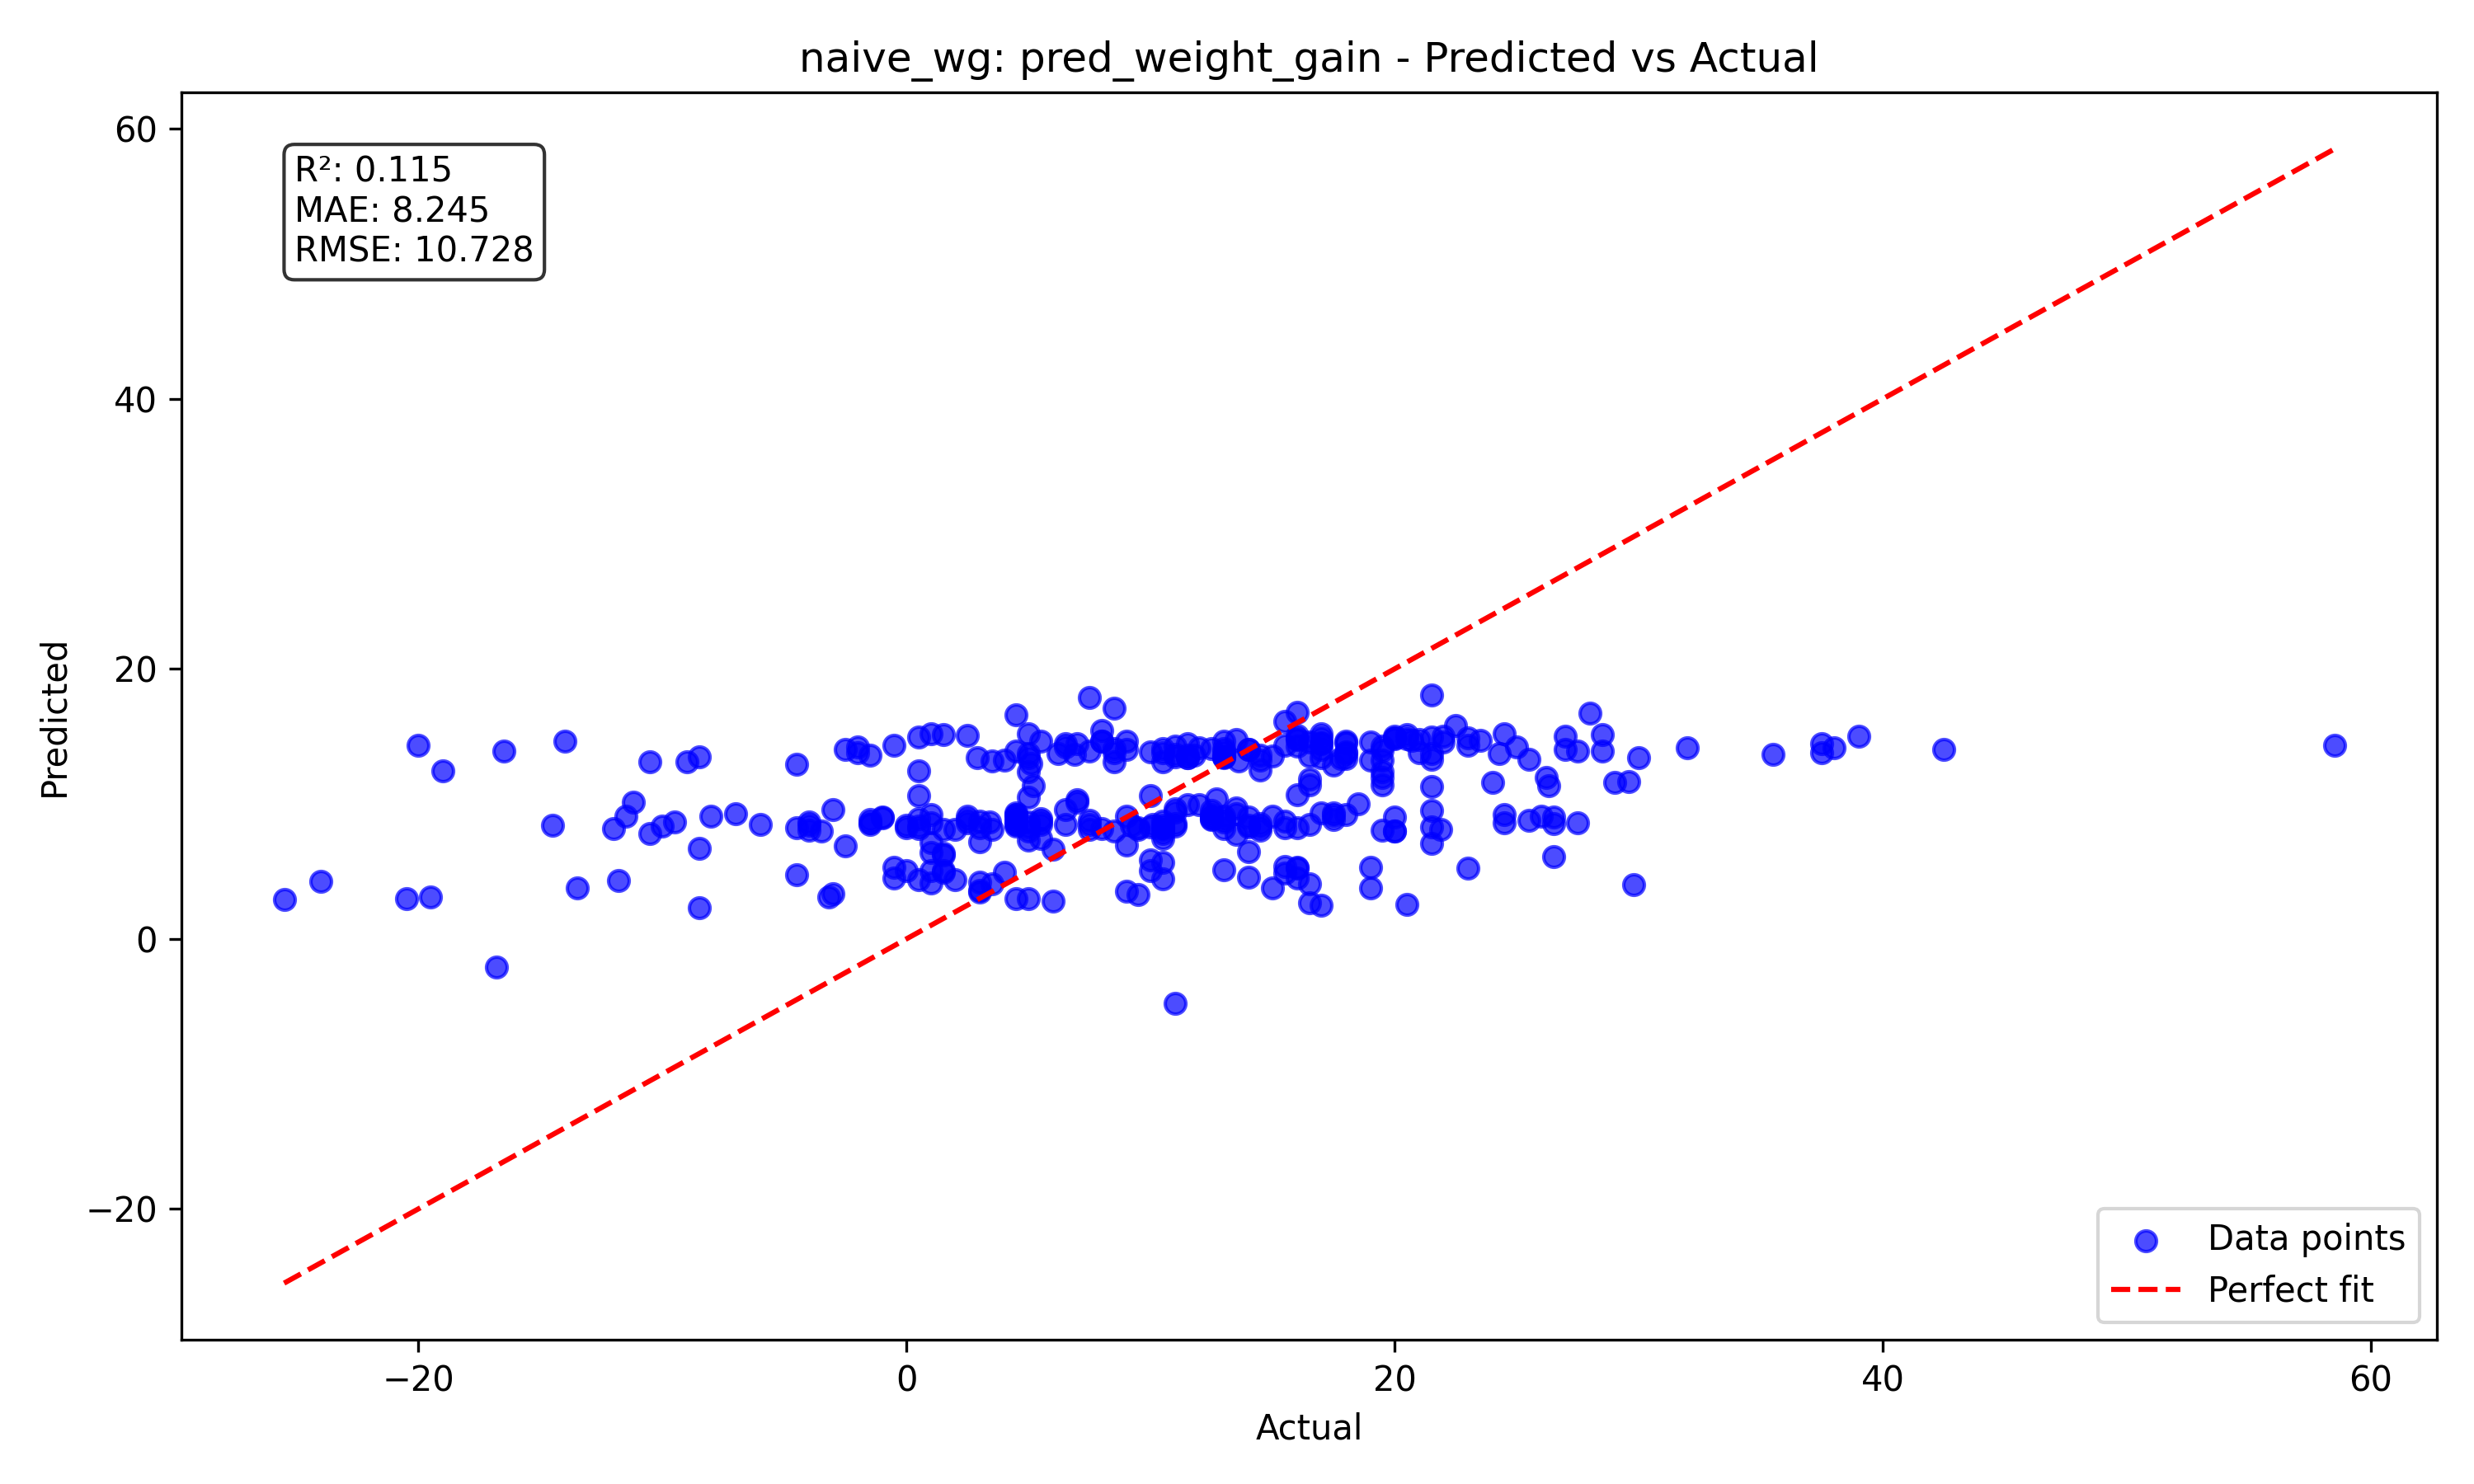 naive_wg: pred_weight_gain - Predicted vs Actual
60
R²: 0.115
MAE: 8.245
RMSE: 10.728
40
Predicted
20
0
−20
Data points
Perfect fit
−20
0
20
40
60
Actual